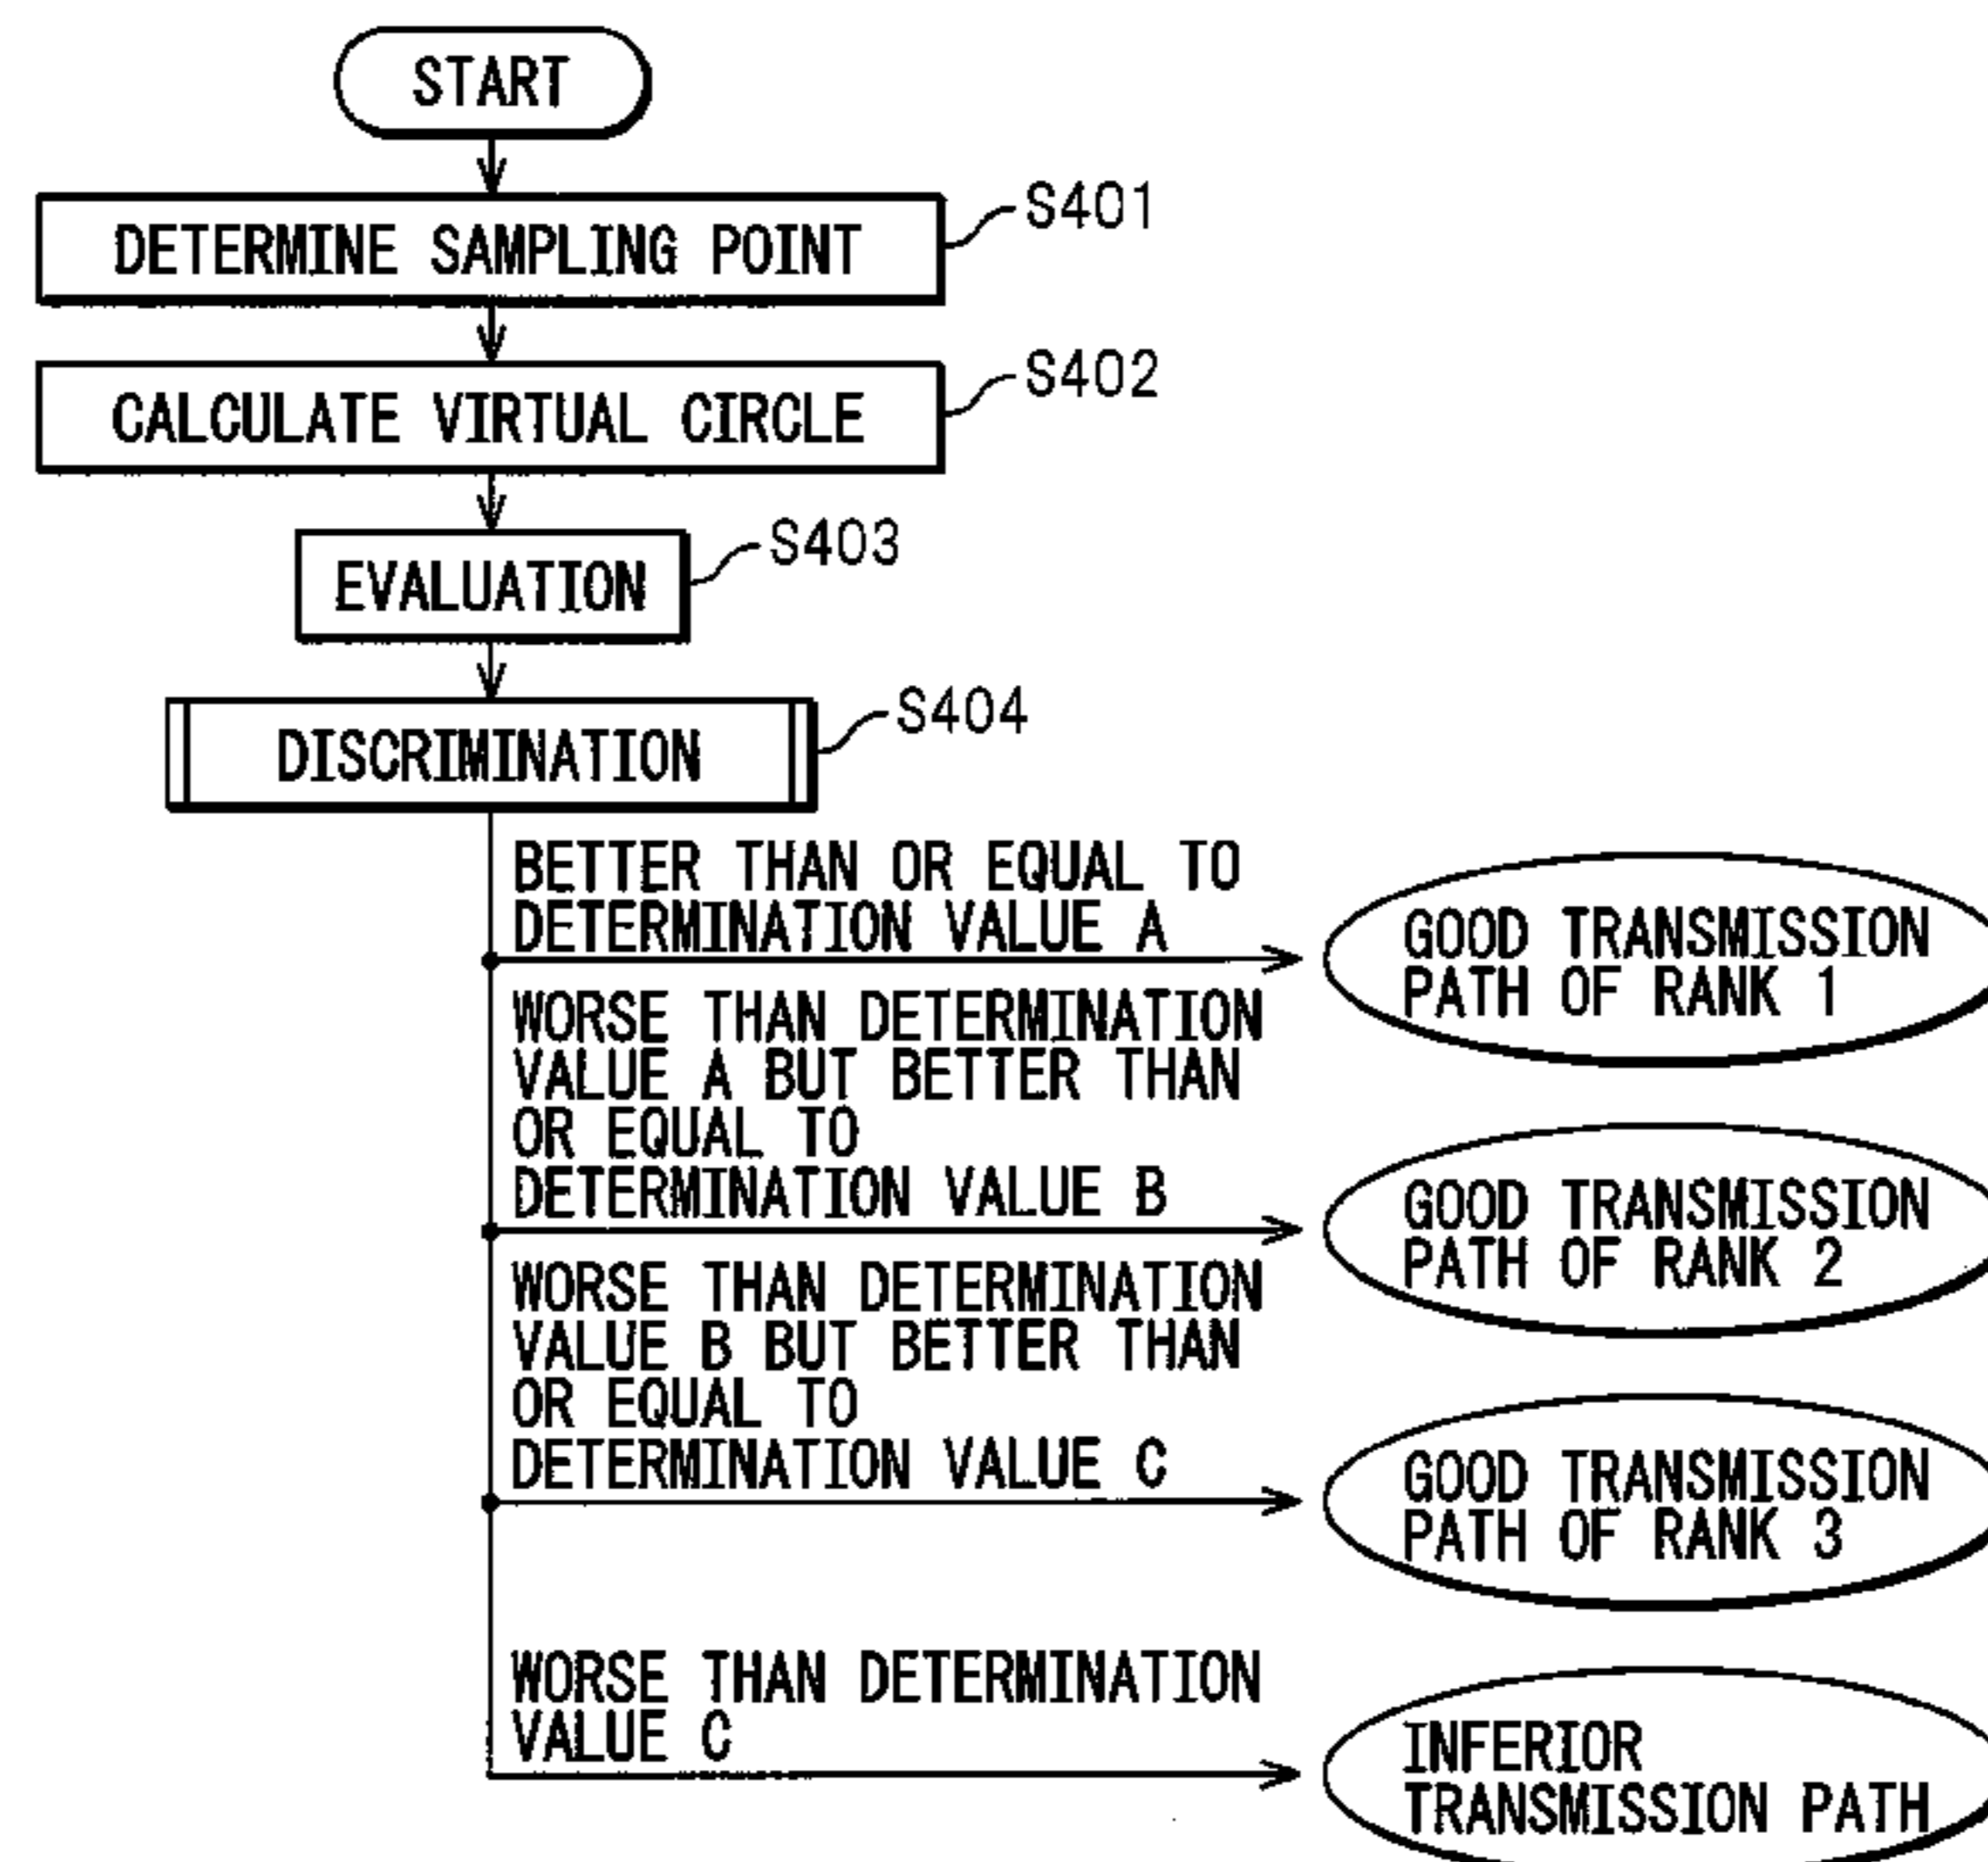 START
DETERMINE SAMPLING POINT
S401
CALCULATE VIRTUAL CIRCLE
S402
EVALUATION
S403
DISCRIMINATION
S404
BETTER THAN OR EQUAL TO
DETERMINATION VALUE A
GOOD TRANSMISSION
PATH OF RANK 1
WORSE THAN DETERMINATION
VALUE A BUT BETTER THAN
OR EQUAL TO
DETERMINATION VALUE B
GOOD TRANSMISSION
PATH OF RANK 2
WORSE THAN DETERMINATION
VALUE B BUT BETTER THAN
OR EQUAL TO
DETERMINATION VALUE C
GOOD TRANSMISSION
PATH OF RANK 3
WORSE THAN DETERMINATION
VALUE C
INFERIOR
TRANSMISSION PATH